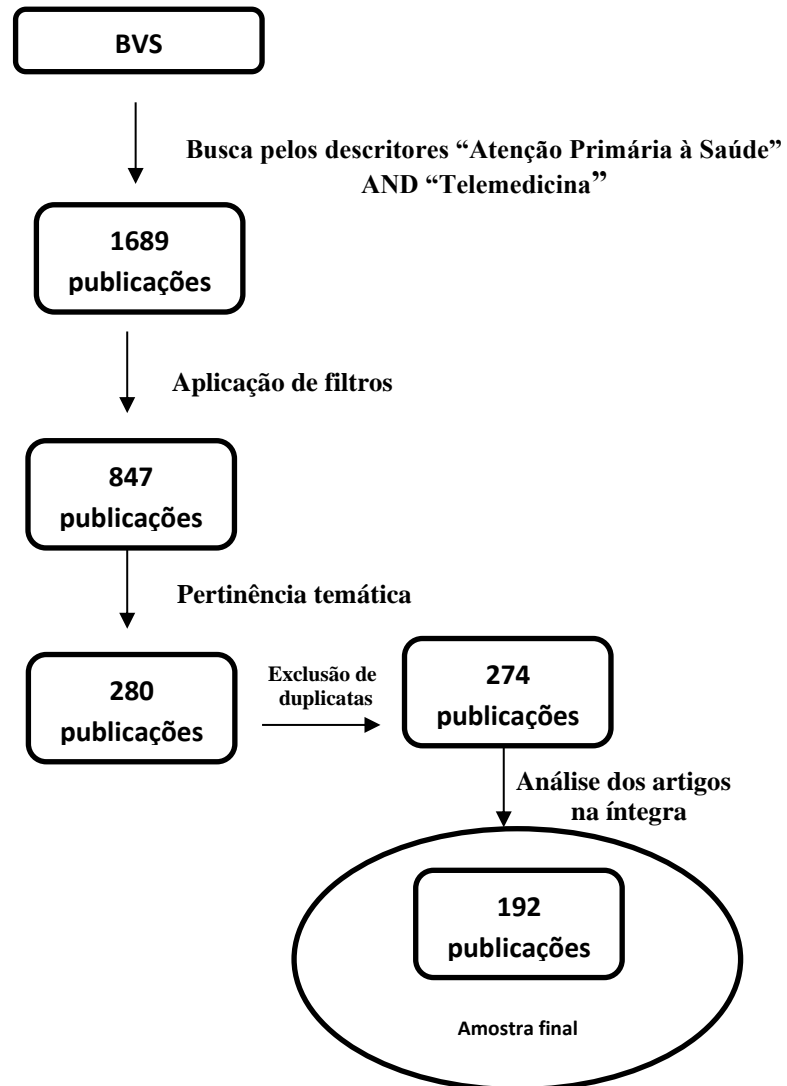 BVS
Busca pelos descritores “Atenção Primária à Saúde”
AND “Telemedicina”
1689
publicações
Aplicação de filtros
847
publicações
Pertinência temática
280
publicações
Exclusão de
duplicatas
274
publicações
Análise dos artigos
na íntegra
192
publicações
Amostra final